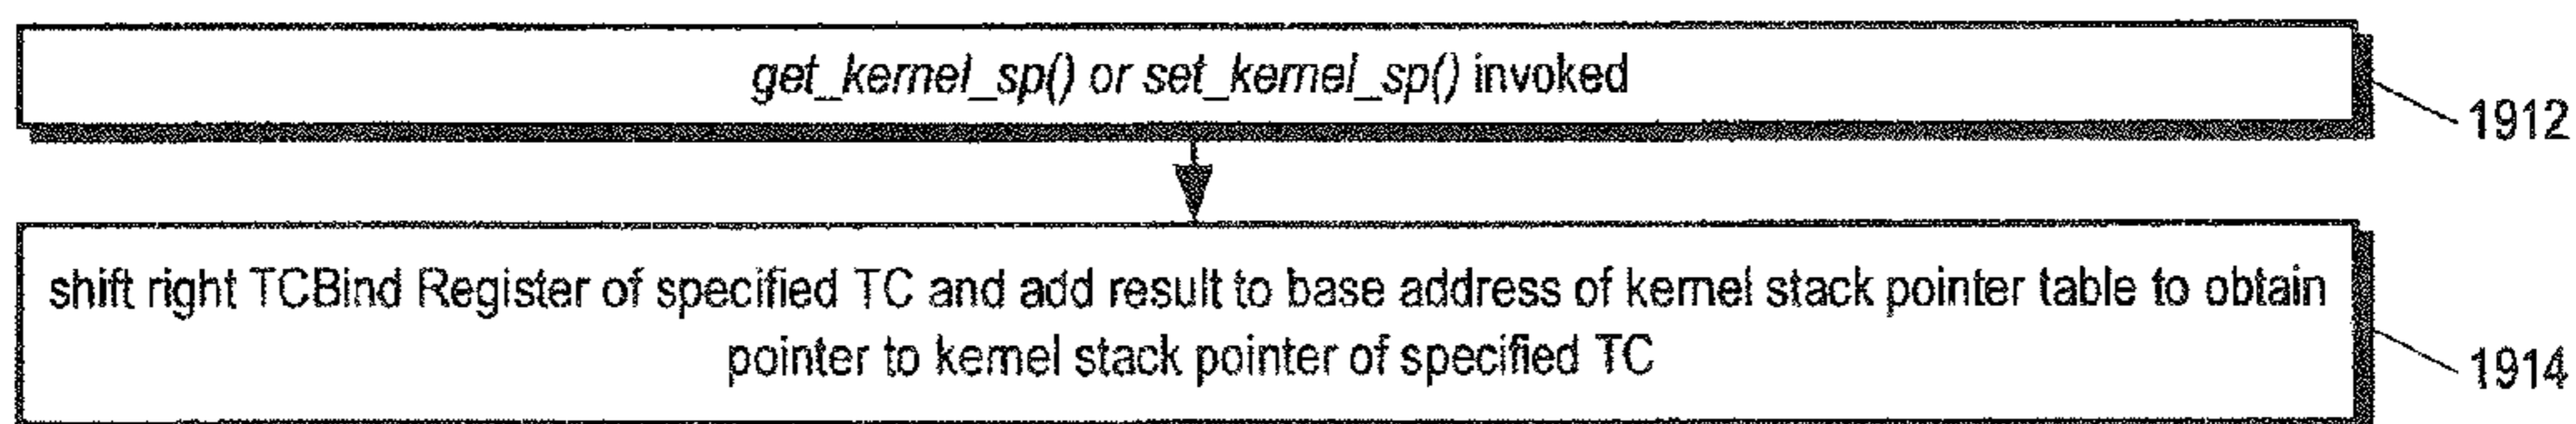 get_kernel_sp() or set_kernel_sp() invoked
1912
shift right TCBind Register of specified TC and add result to base address of kernel stack pointer table to obtain
pointer to kernel stack pointer of specified TC
1914